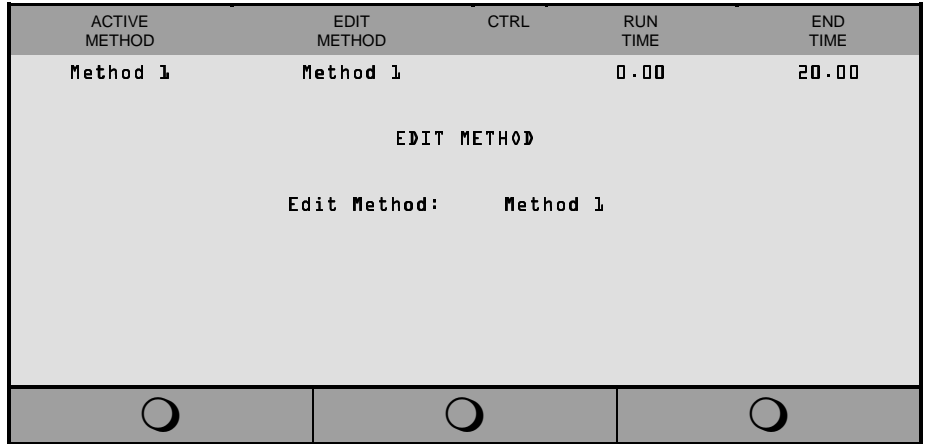 ACTIVE METHOD EDIT METHOD CTRL RUN TIME END TIME
Method 1 Method 1 0.00 20.00
EDIT METHOD
Edit Method: Method 1